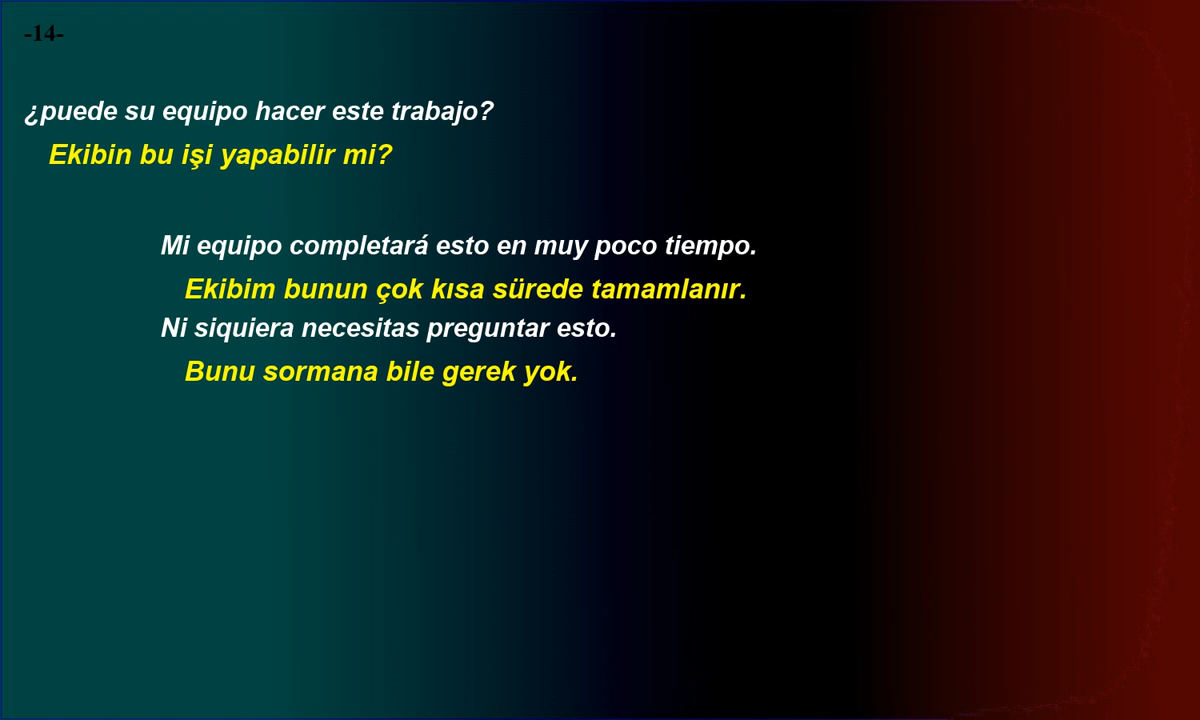 -14-
¿puede su equipo hacer este trabajo?
Ekibin bu işi yapabilir mi?
Mi equipo completará esto en muy poco tiempo.
Ekibim bunun çok kısa sürede tamamlanır.
Ni siquiera necesitas preguntar esto.
Bunu sormana bile gerek yok.